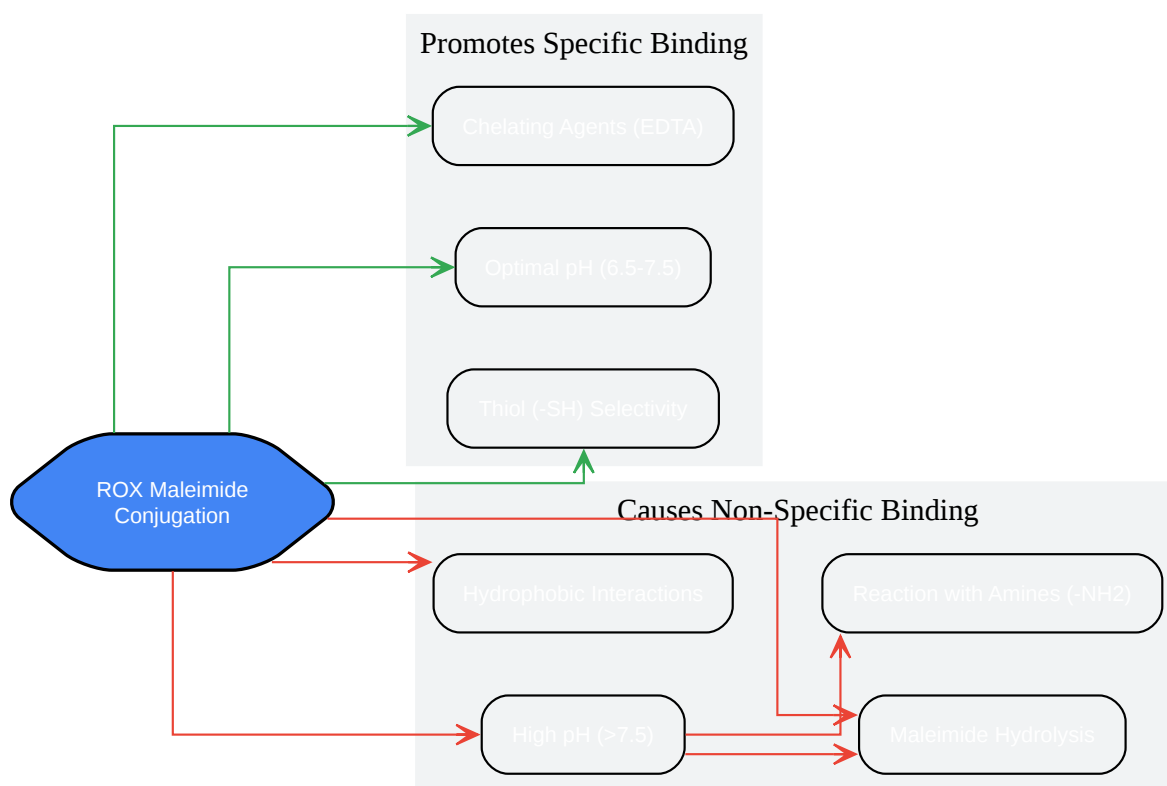 Promotes Specific Binding
Chelating Agents (EDTA)
Optimal pH (6.5-7.5)
Thiol (-SH) Selectivity
ROX Maleimide
Conjugation
Causes Non-Specific Binding
Hydrophobic Interactions
Reaction with Amines (-NH2)
High pH (>7.5)
Maleimide Hydrolysis